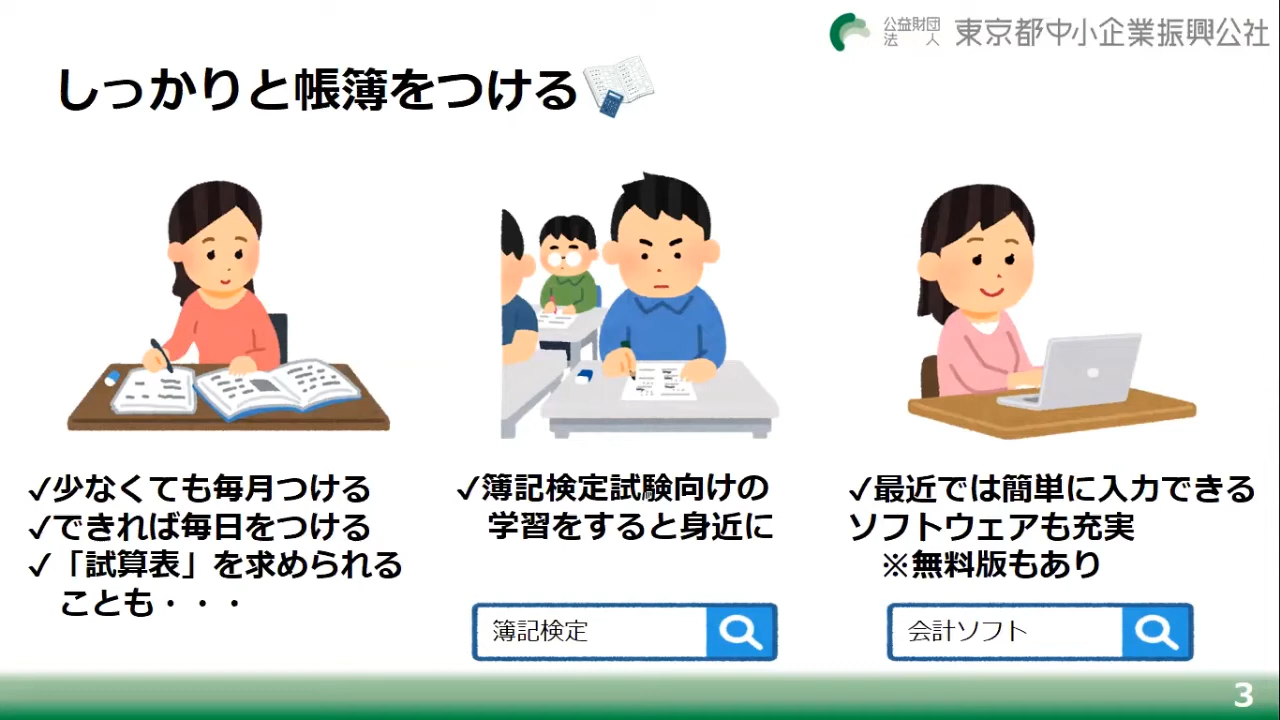 公益財団
法　人
東京都中小企業振興公社
しっかりと帳簿をつける
✓少なくても毎月つける
✓できれば毎日をつける
✓「試算表」を求められる
ことも・・・
✓簿記検定試験向けの
学習をすると身近に
簿記検定
✓最近では簡単に入力できる
ソフトウェアも充実
※無料版もあり
会計ソフト
3